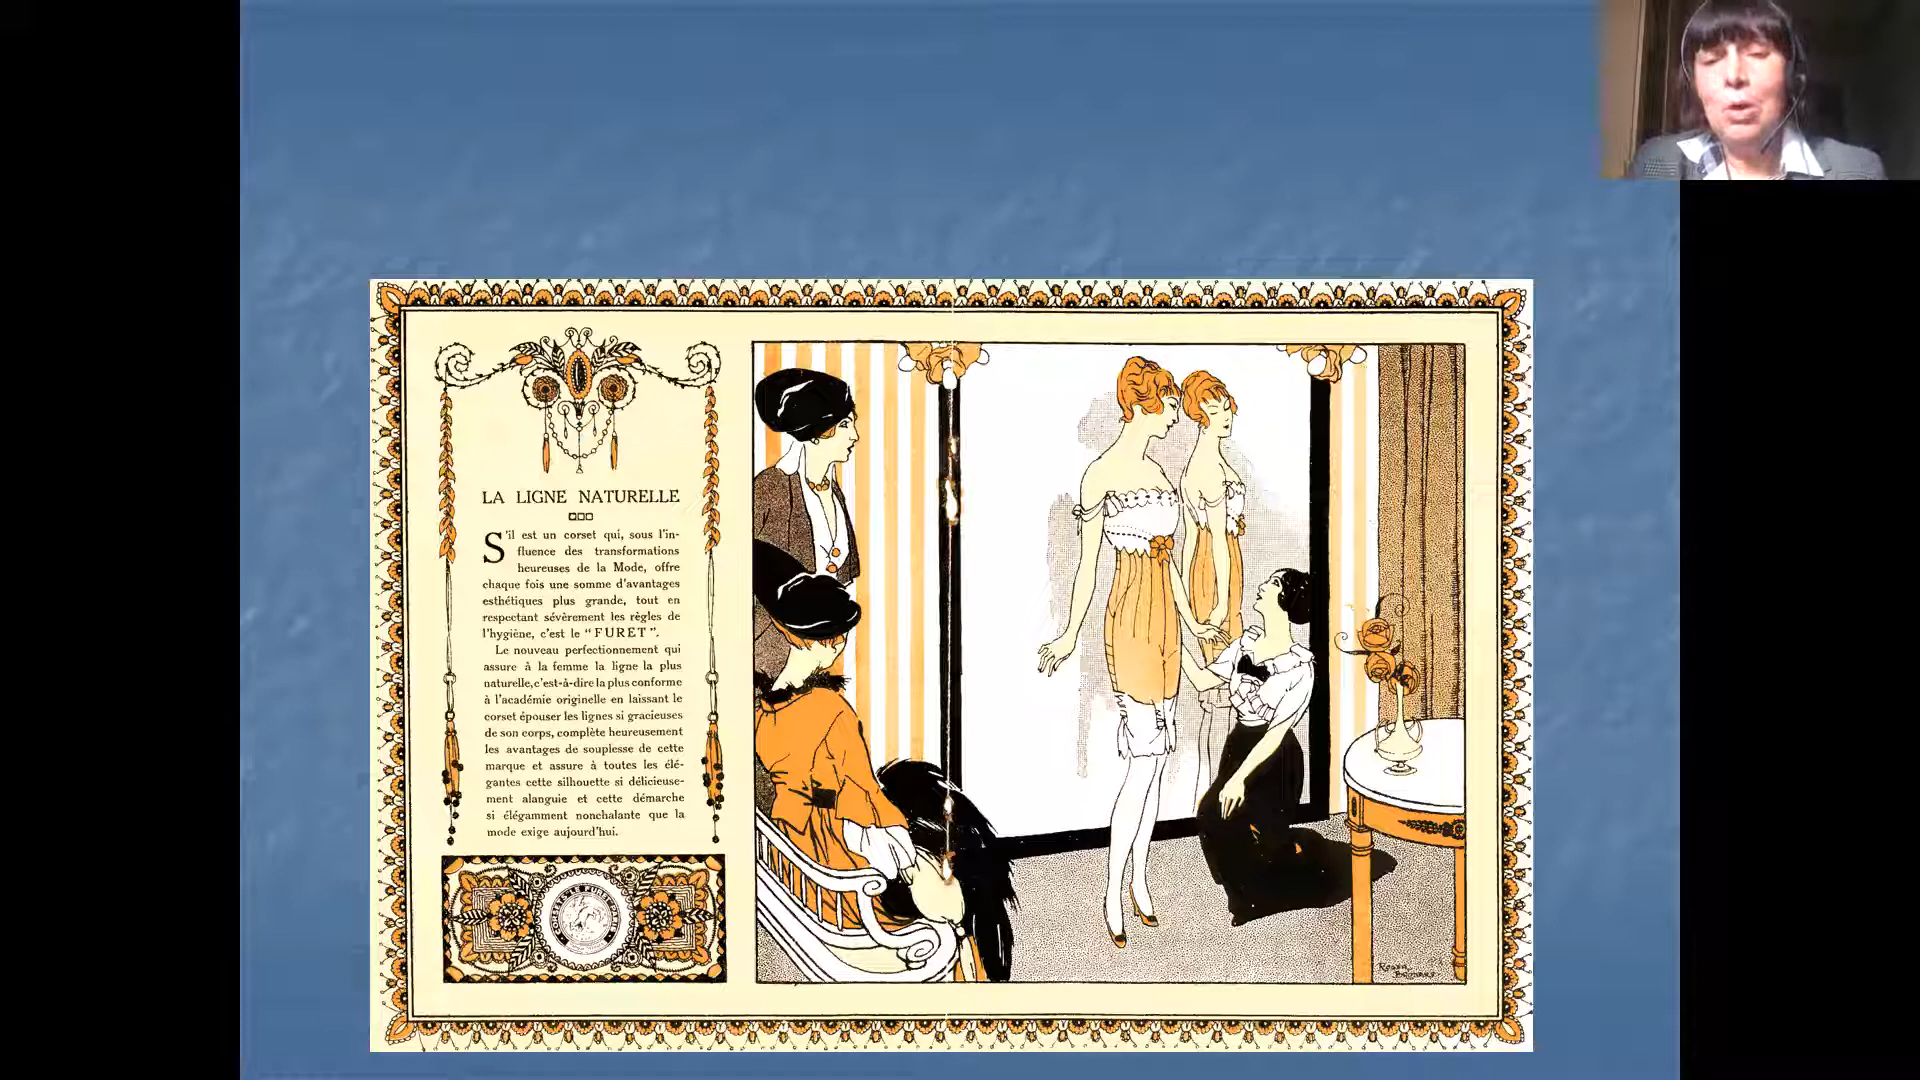 LA LIGNE NATURELLE
S'il est un corset qui, sous l'in-
fluence des transformations
heureuses de la Mode, offre
chaque fois une somme d'avantages
esthétiques plus grande, tout en
respectant sévèrement les règles de
l'hygiène, c'est le "FURET".
Le nouveau perfectionnement qui
assure à la femme la ligne la plus
naturelle, c'est-à-dire la plus conforme
à l'académie originelle en laissant le
corset épouser les lignes si gracieuses
de son corps, complète heureusement
les avantages de souplesse de cette
marque et assure à toutes les élé-
gantes cette silhouette si délicieuse-
ment alanguie et cette démarche
si élégamment nonchalante que la
mode exige aujourd'hui.